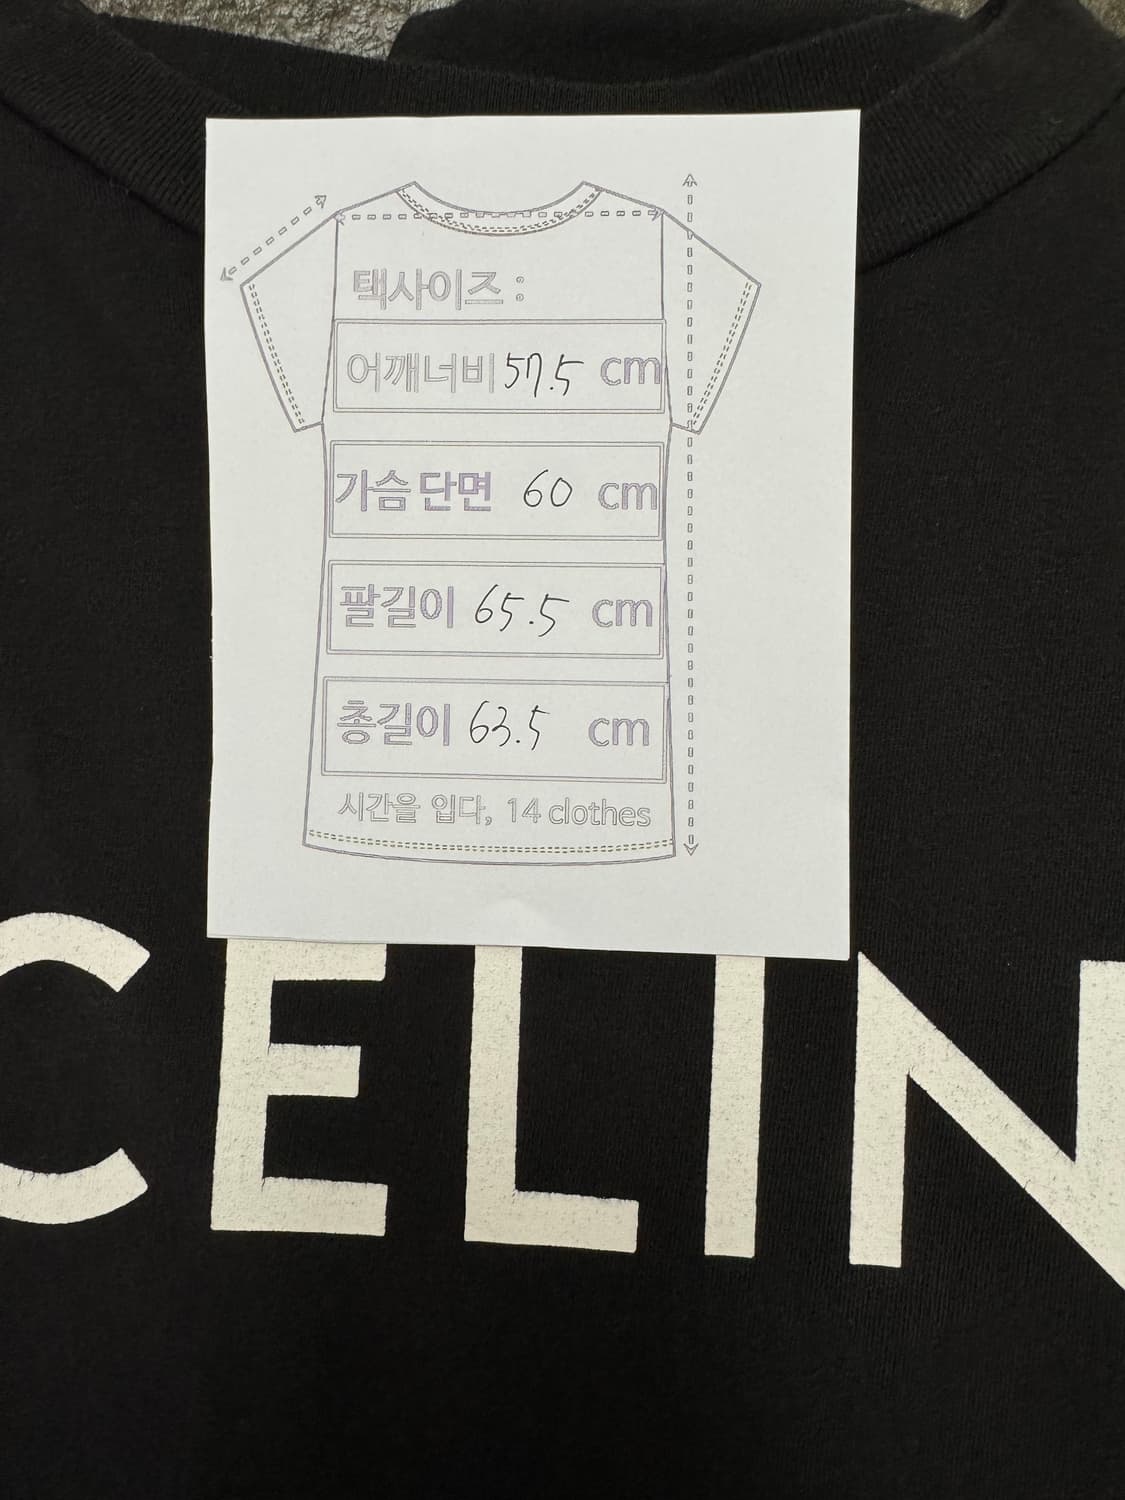 택사이즈 :
어깨너비 57.5 cm
가슴단면 60 cm
팔길이 65.5 cm
총길이 63.5 cm
시간을 입다, 14 clothes
CELIN